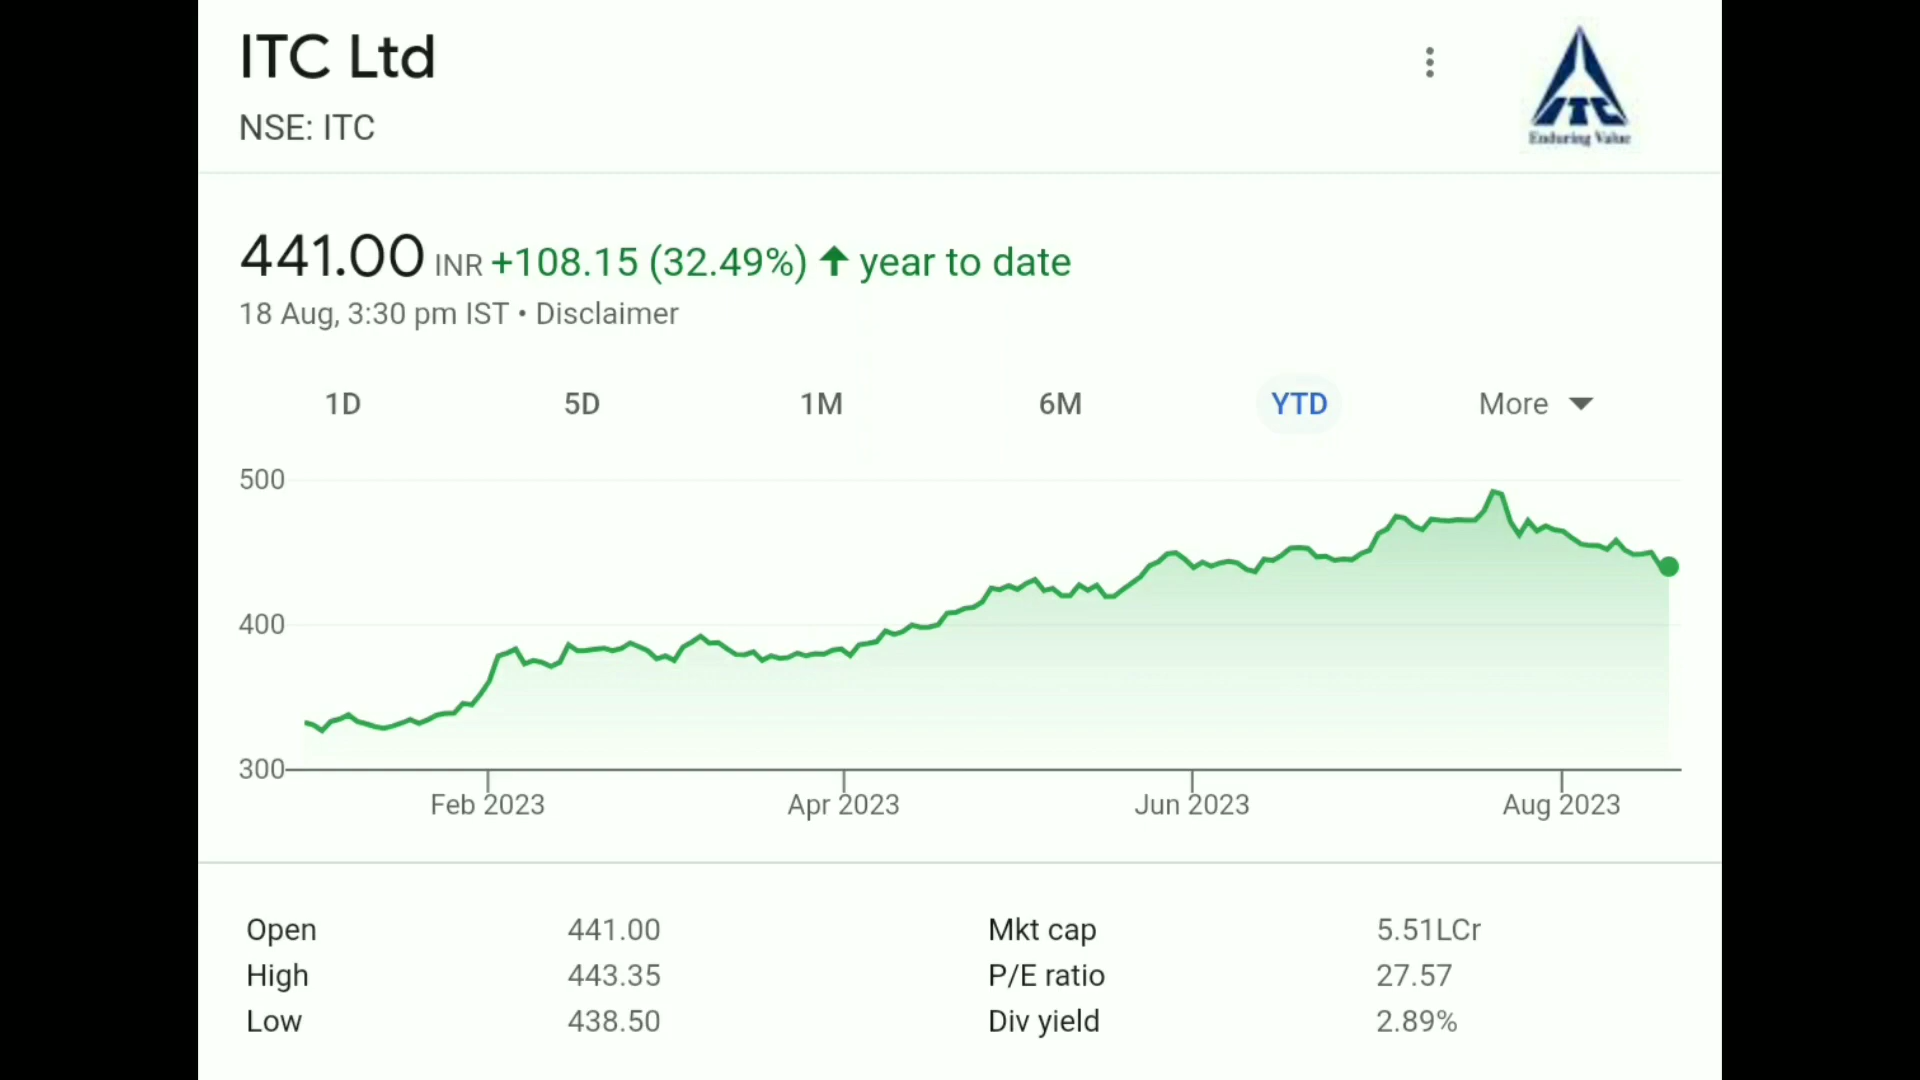 ITC Ltd
NSE: ITC
ITC
Enduring Value
441.00 INR +108.15 (32.49%) ↑ year to date
18 Aug, 3:30 pm IST • Disclaimer
1D 5D 1M 6M YTD More
500
400
300
Feb 2023 Apr 2023 Jun 2023 Aug 2023
Open 441.00 Mkt cap 5.51LCr
High 443.35 P/E ratio 27.57
Low 438.50 Div yield 2.89%